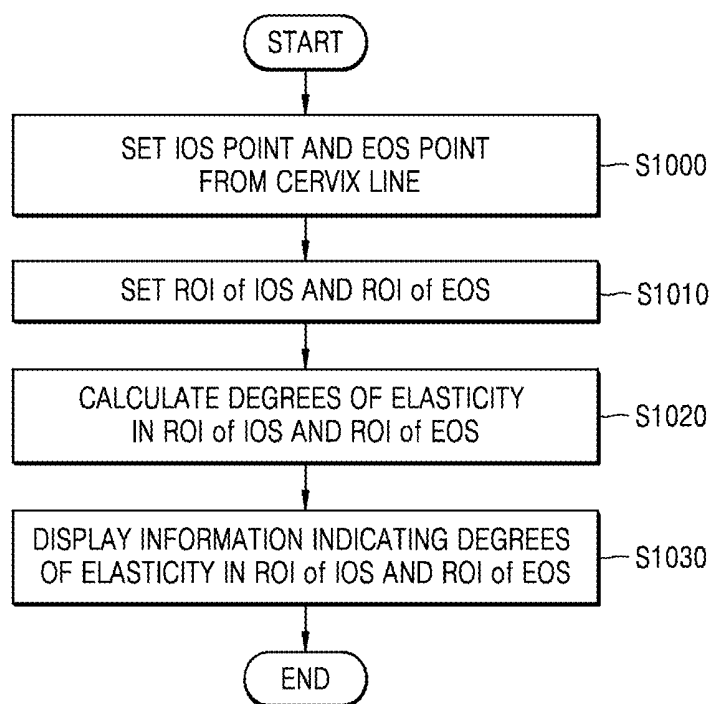 START
SET IOS POINT AND EOS POINT
FROM CERVIX LINE
S1000
SET ROI of IOS AND ROI of EOS
S1010
CALCULATE DEGREES OF ELASTICITY
IN ROI of IOS AND ROI of EOS
S1020
DISPLAY INFORMATION INDICATING DEGREES
OF ELASTICITY IN ROI of IOS AND ROI of EOS
S1030
END